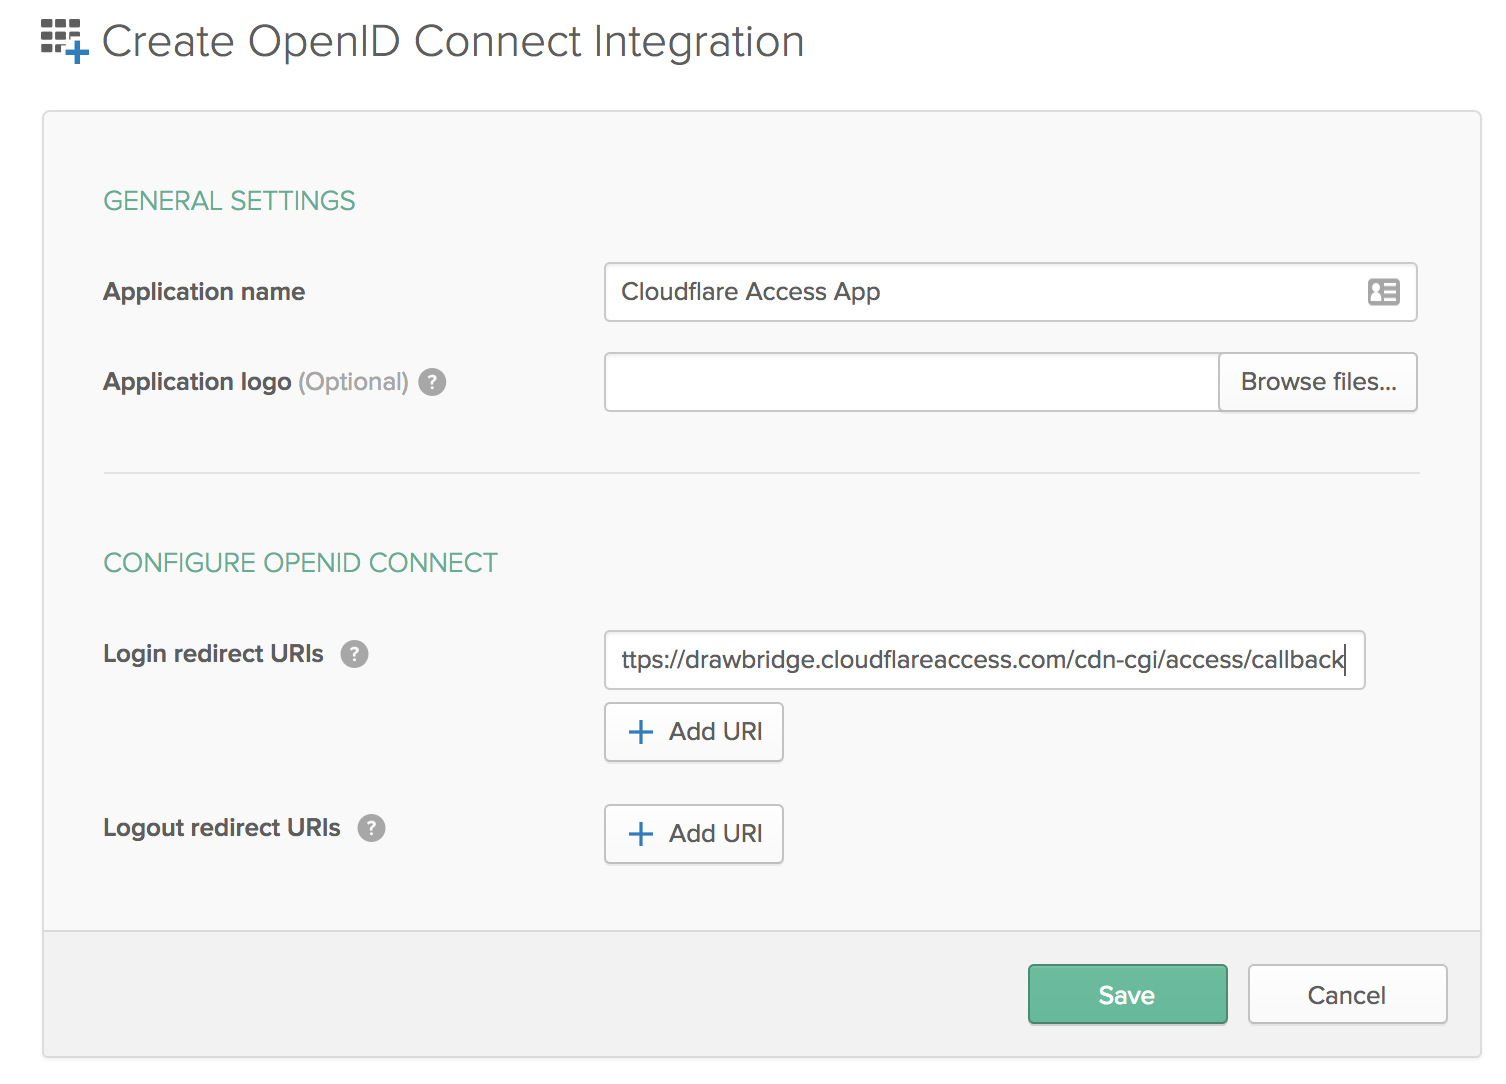 Create OpenID Connect Integration
GENERAL SETTINGS
Application name
Cloudflare Access App
Application logo (Optional) ?
Browse files...
CONFIGURE OPENID CONNECT
Login redirect URIs ?
ttps://drawbridge.cloudflareaccess.com/cdn-cgi/access/callback
+ Add URI
Logout redirect URIs ?
+ Add URI
Save
Cancel